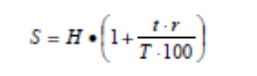 S = H • (1 + t · r / T · 100)